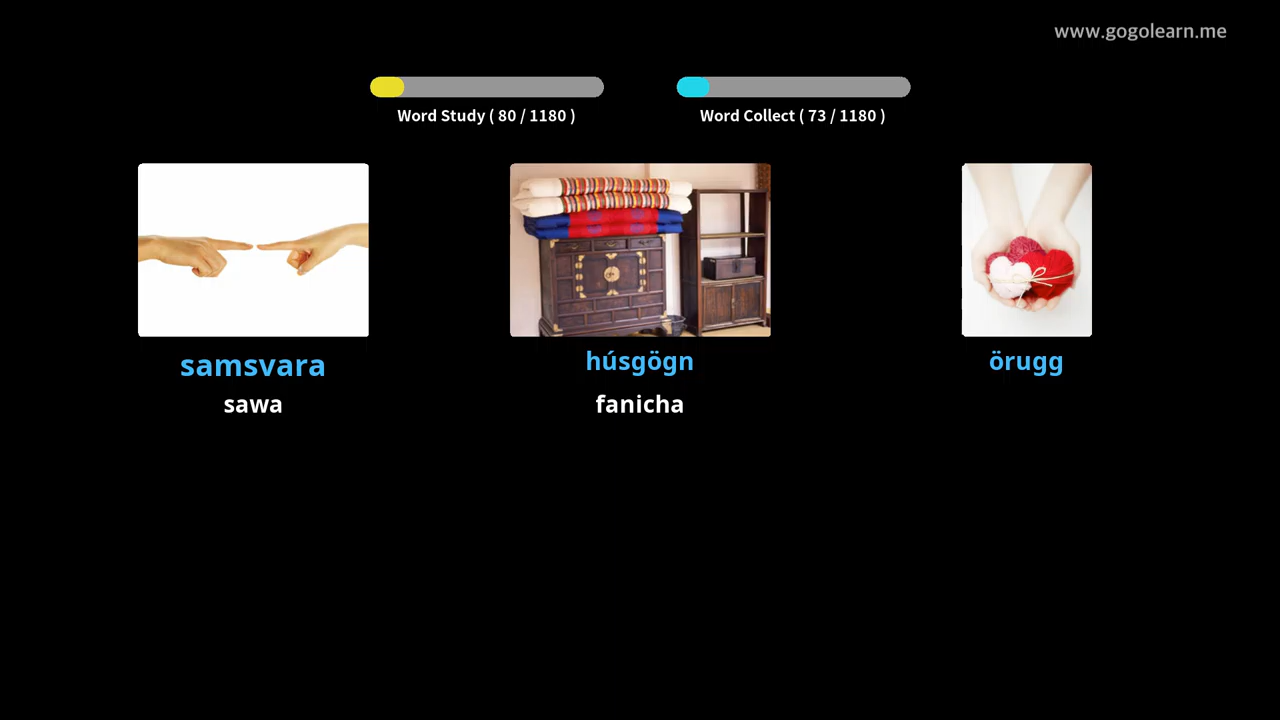 www.gogolearn.me
Word Study ( 80 / 1180 )
Word Collect ( 73 / 1180 )
samsvara
sawa
húsgögn
fanicha
örugg